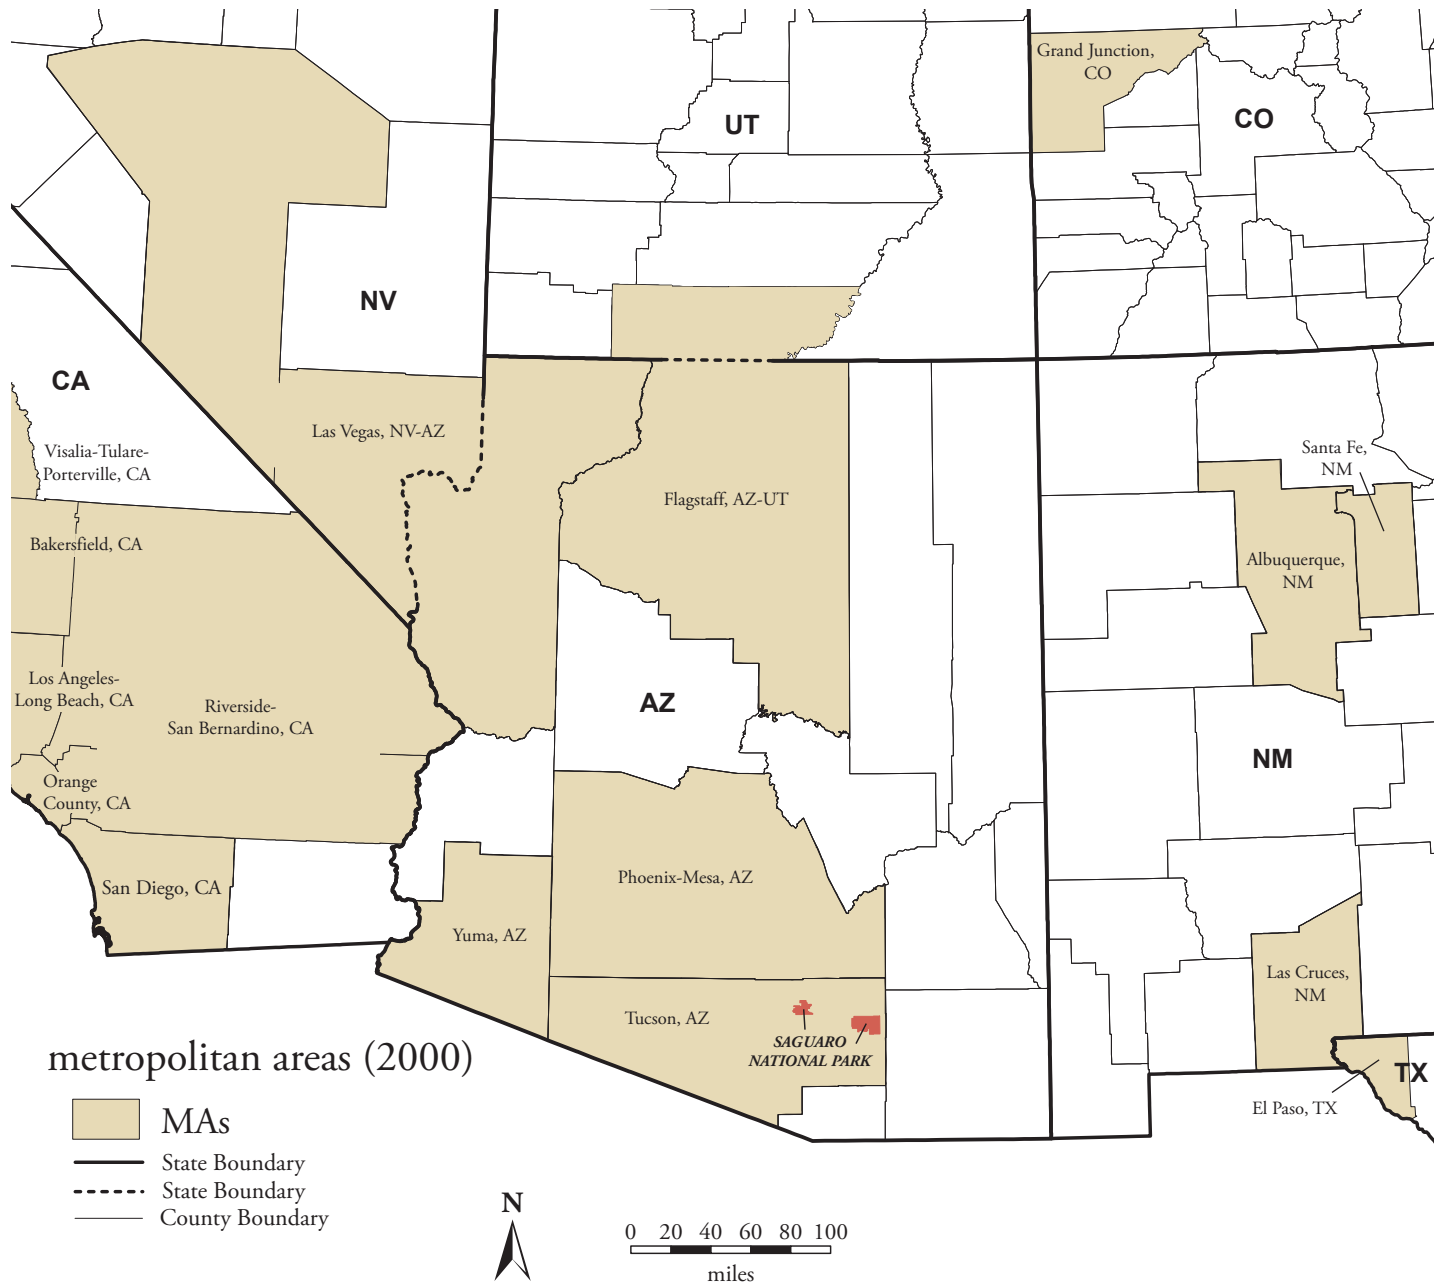 Grand Junction,
CO
UT
CO
NV
CA
Las Vegas, NV-AZ
Visalia-Tulare-
Porterville, CA
Santa Fe,
NM
Flagstaff, AZ-UT
Bakersfield, CA
Albuquerque,
NM
Los Angeles-
Long Beach, CA
Riverside-
San Bernardino, CA
AZ
NM
Orange
County, CA
Phoenix-Mesa, AZ
San Diego, CA
Yuma, AZ
Las Cruces,
NM
Tucson, AZ
SAGUARO
NATIONAL PARK
TX
El Paso, TX
metropolitan areas (2000)
MAs
State Boundary
State Boundary
County Boundary
N
0 20 40 60 80 100
miles